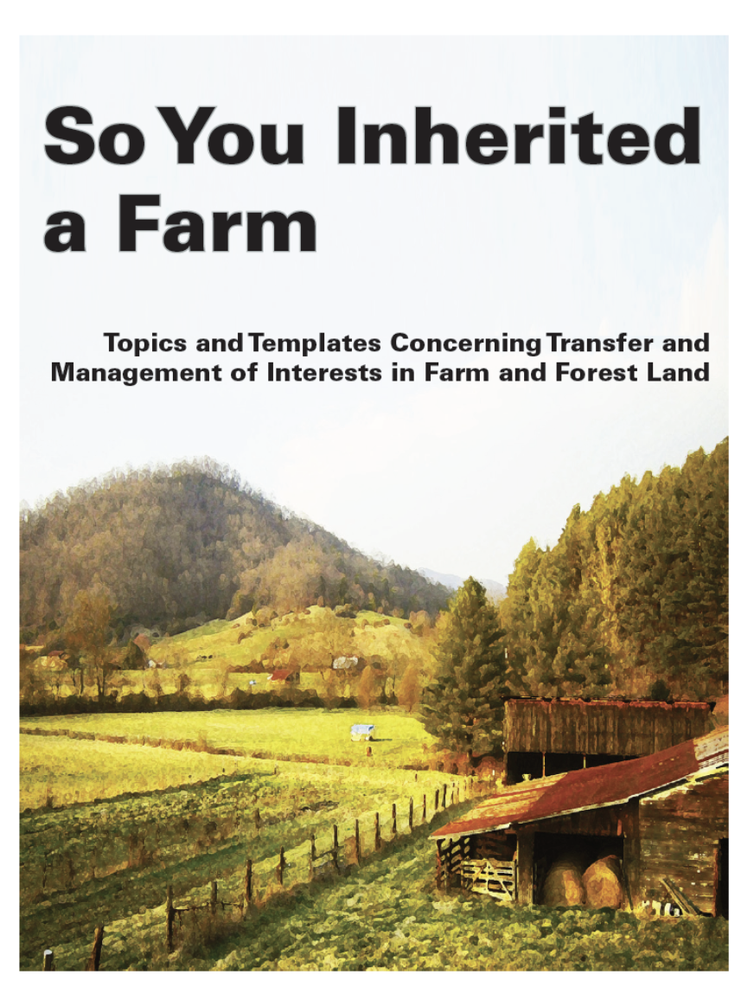 So You Inherited
a Farm
Topics and Templates Concerning Transfer and
Management of Interests in Farm and Forest Land